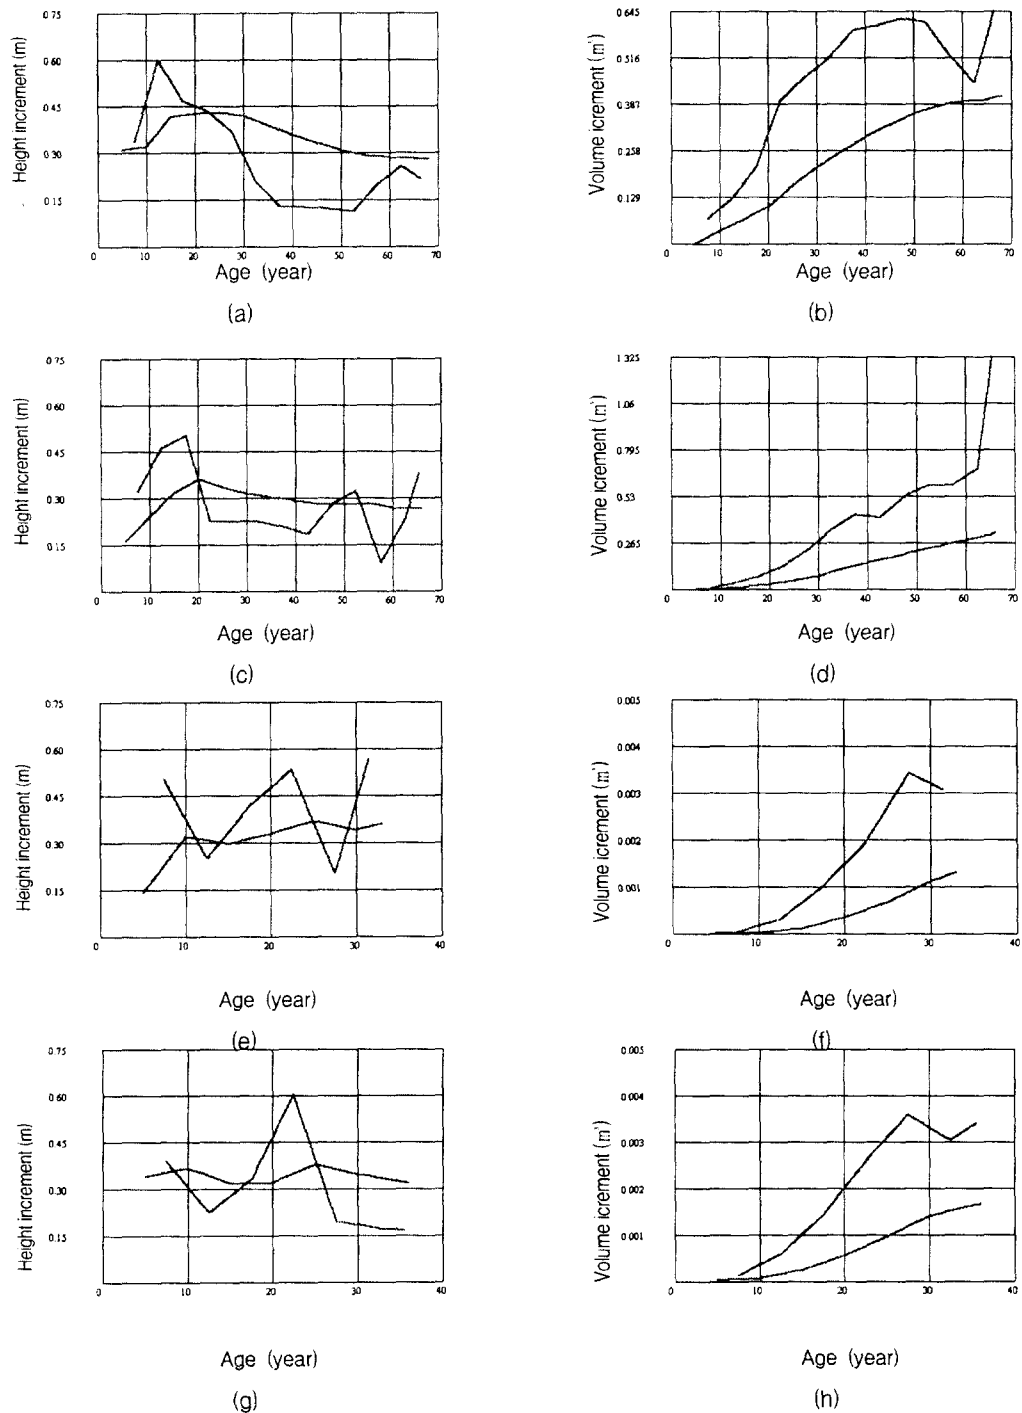 0.75
0.60
0.45
0.30
0.15
Height increment (m)
0 10 20 30 40 50 60 70
Age (year)
(a)
0.645
0.516
0.387
0.258
0.129
Volume icrement (m³)
0 10 20 30 40 50 60 70
Age (year)
(b)
0.75
0.60
0.45
0.30
0.15
Height increment (m)
0 10 20 30 40 50 60 70
Age (year)
(c)
1.325
1.06
0.795
0.53
0.265
Volume icrement (m³)
0 10 20 30 40 50 60 70
Age (year)
(d)
0.75
0.60
0.45
0.30
0.15
Height increment (m)
0 10 20 30 40
Age (year)
(e)
0.005
0.004
0.003
0.002
0.001
Volume icrement (m³)
0 10 20 30 40
Age (year)
(f)
0.75
0.60
0.45
0.30
0.15
Height increment (m)
0 10 20 30 40
Age (year)
(g)
0.005
0.004
0.003
0.002
0.001
Volume icrement (m³)
0 10 20 30 40
Age (year)
(h)